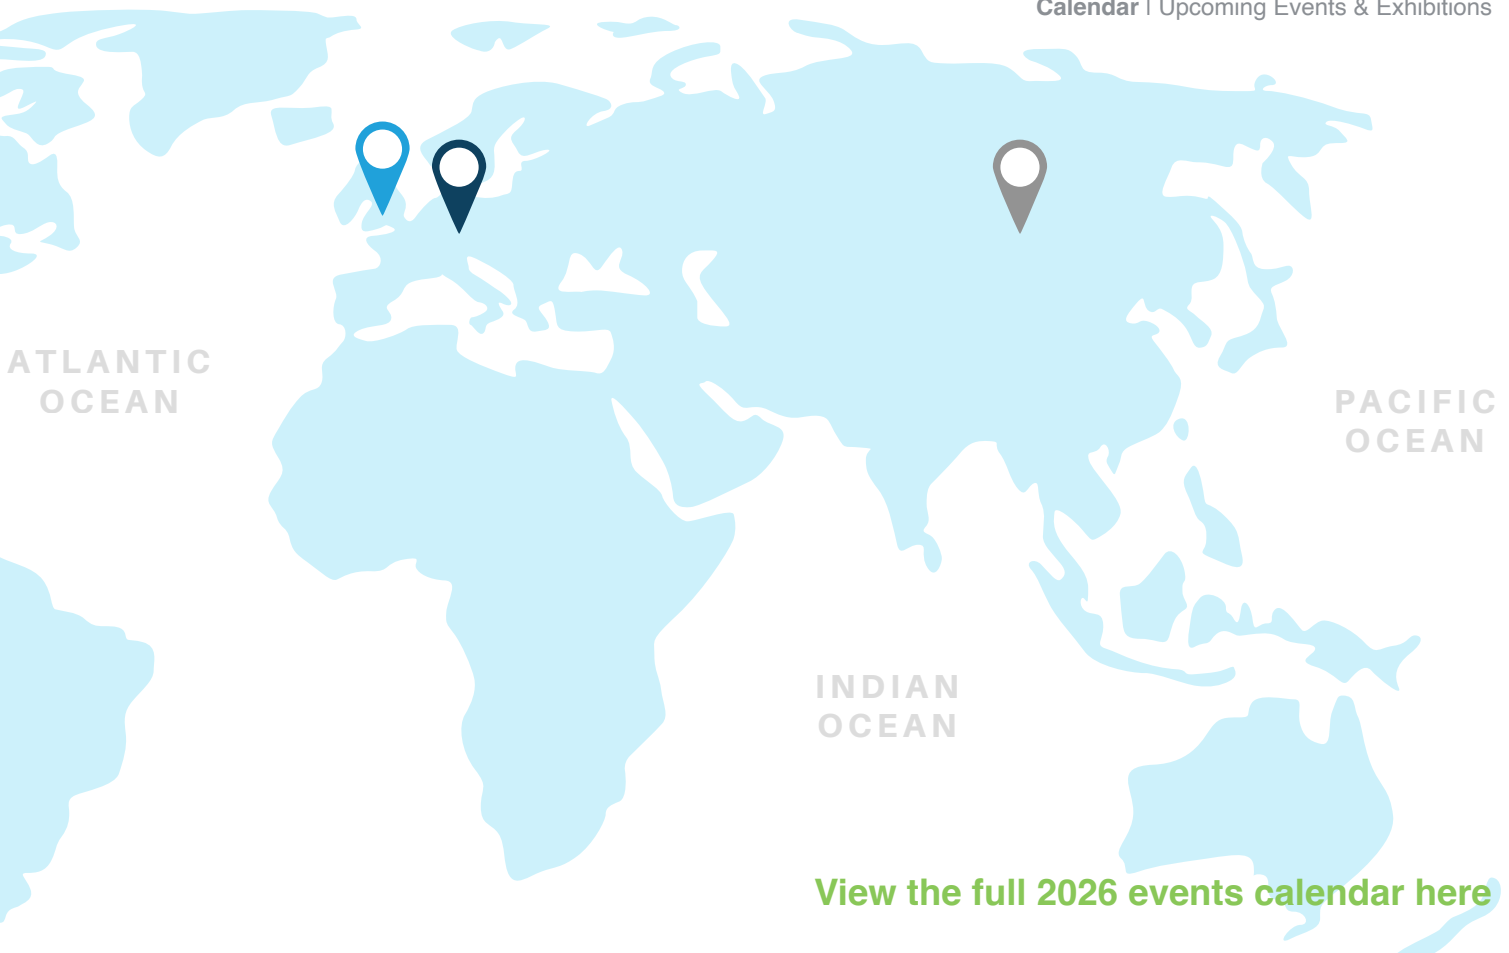 Calendar | Upcoming Events & Exhibitions
ATLANTIC
OCEAN
PACIFIC
OCEAN
INDIAN
OCEAN
View the full 2026 events calendar here